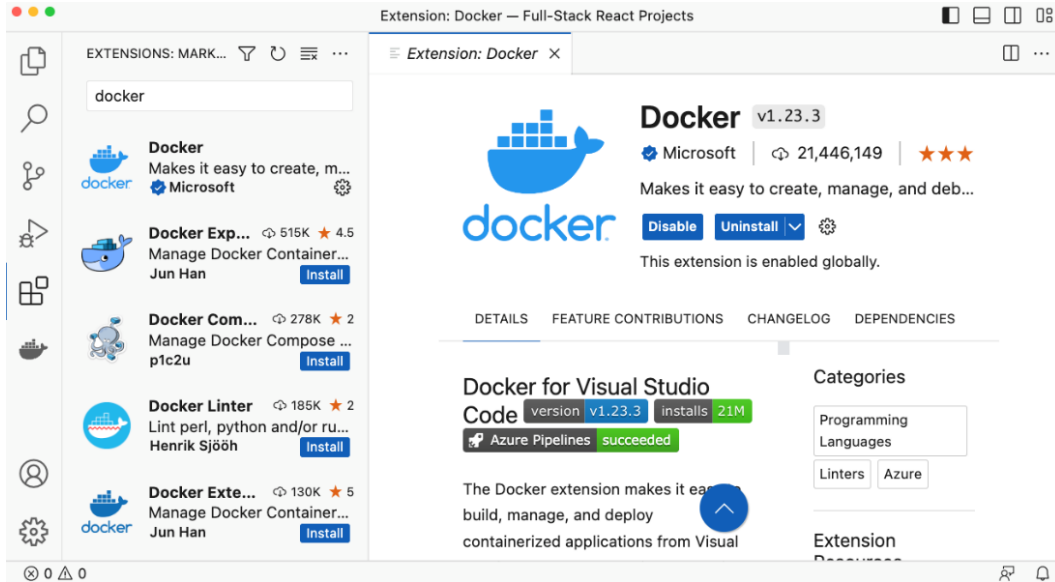 Extension: Docker — Full-Stack React Projects
EXTENSIONS: MARK...
docker
docker
Docker
Makes it easy to create, m...
Microsoft
Docker Exp... 515K ★ 4.5
Manage Docker Container...
Jun Han Install
Docker Com... 278K ★ 2
Manage Docker Compose ...
p1c2u Install
Docker Linter 185K ★ 2
Lint perl, python and/or ru...
Henrik Sjööh Install
docker
Docker Exte... 130K ★ 5
Manage Docker Container...
Jun Han Install
Extension: Docker
docker
Docker v1.23.3
Microsoft 21,446,149 ★★★
Makes it easy to create, manage, and deb...
Disable Uninstall
This extension is enabled globally.
DETAILS FEATURE CONTRIBUTIONS CHANGELOG DEPENDENCIES
Docker for Visual Studio
Code version v1.23.3 installs 21M
Azure Pipelines succeeded
The Docker extension makes it
build, manage, and deploy
containerized applications from Visual
Categories
Programming
Languages
Linters Azure
Extension
0 0